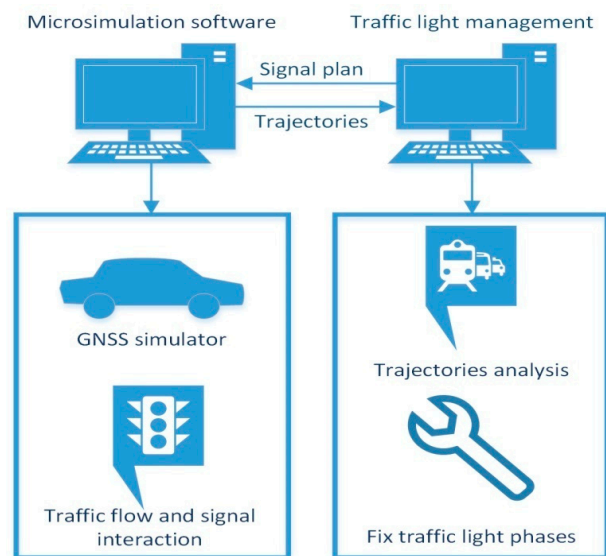 Microsimulation software
Traffic light management
Signal plan
Trajectories
GNSS simulator
Traffic flow and signal
interaction
Trajectories analysis
Fix traffic light phases